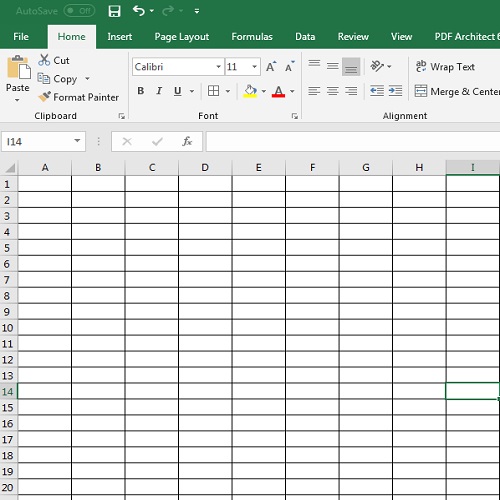 AutoSave Off
File Home Insert Page Layout Formulas Data Review View PDF Architect 6
Paste
Cut
Copy
Format Painter
Clipboard
Calibri 11 A A
B I U A
Font
ab Wrap Text
Merge & Center
Alignment
I14 fx
A B C D E F G H I
1
2
3
4
5
6
7
8
9
10
11
12
13
14
15
16
17
18
19
20